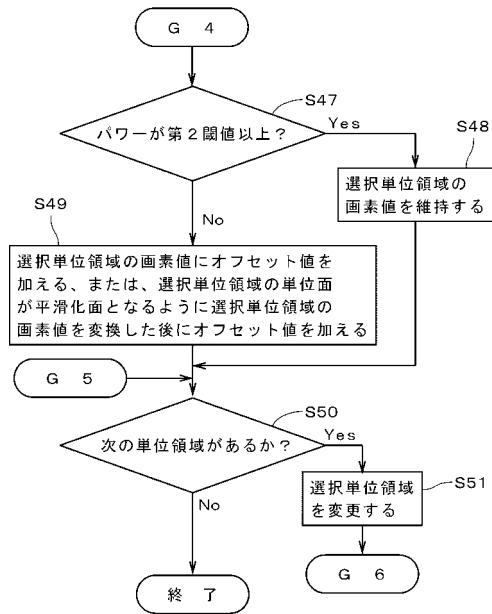 G 4
S47
パワーが第2閾値以上?
Yes
S48
選択単位領域の
画素値を維持する
No
S49
選択単位領域の画素値にオフセット値を
加える、または、選択単位領域の単位面
が平滑化面となるように選択単位領域の
画素値を変換した後にオフセット値を加える
G 5
S50
次の単位領域があるか?
Yes
S51
選択単位領域
を変更する
No
G 6
終 了